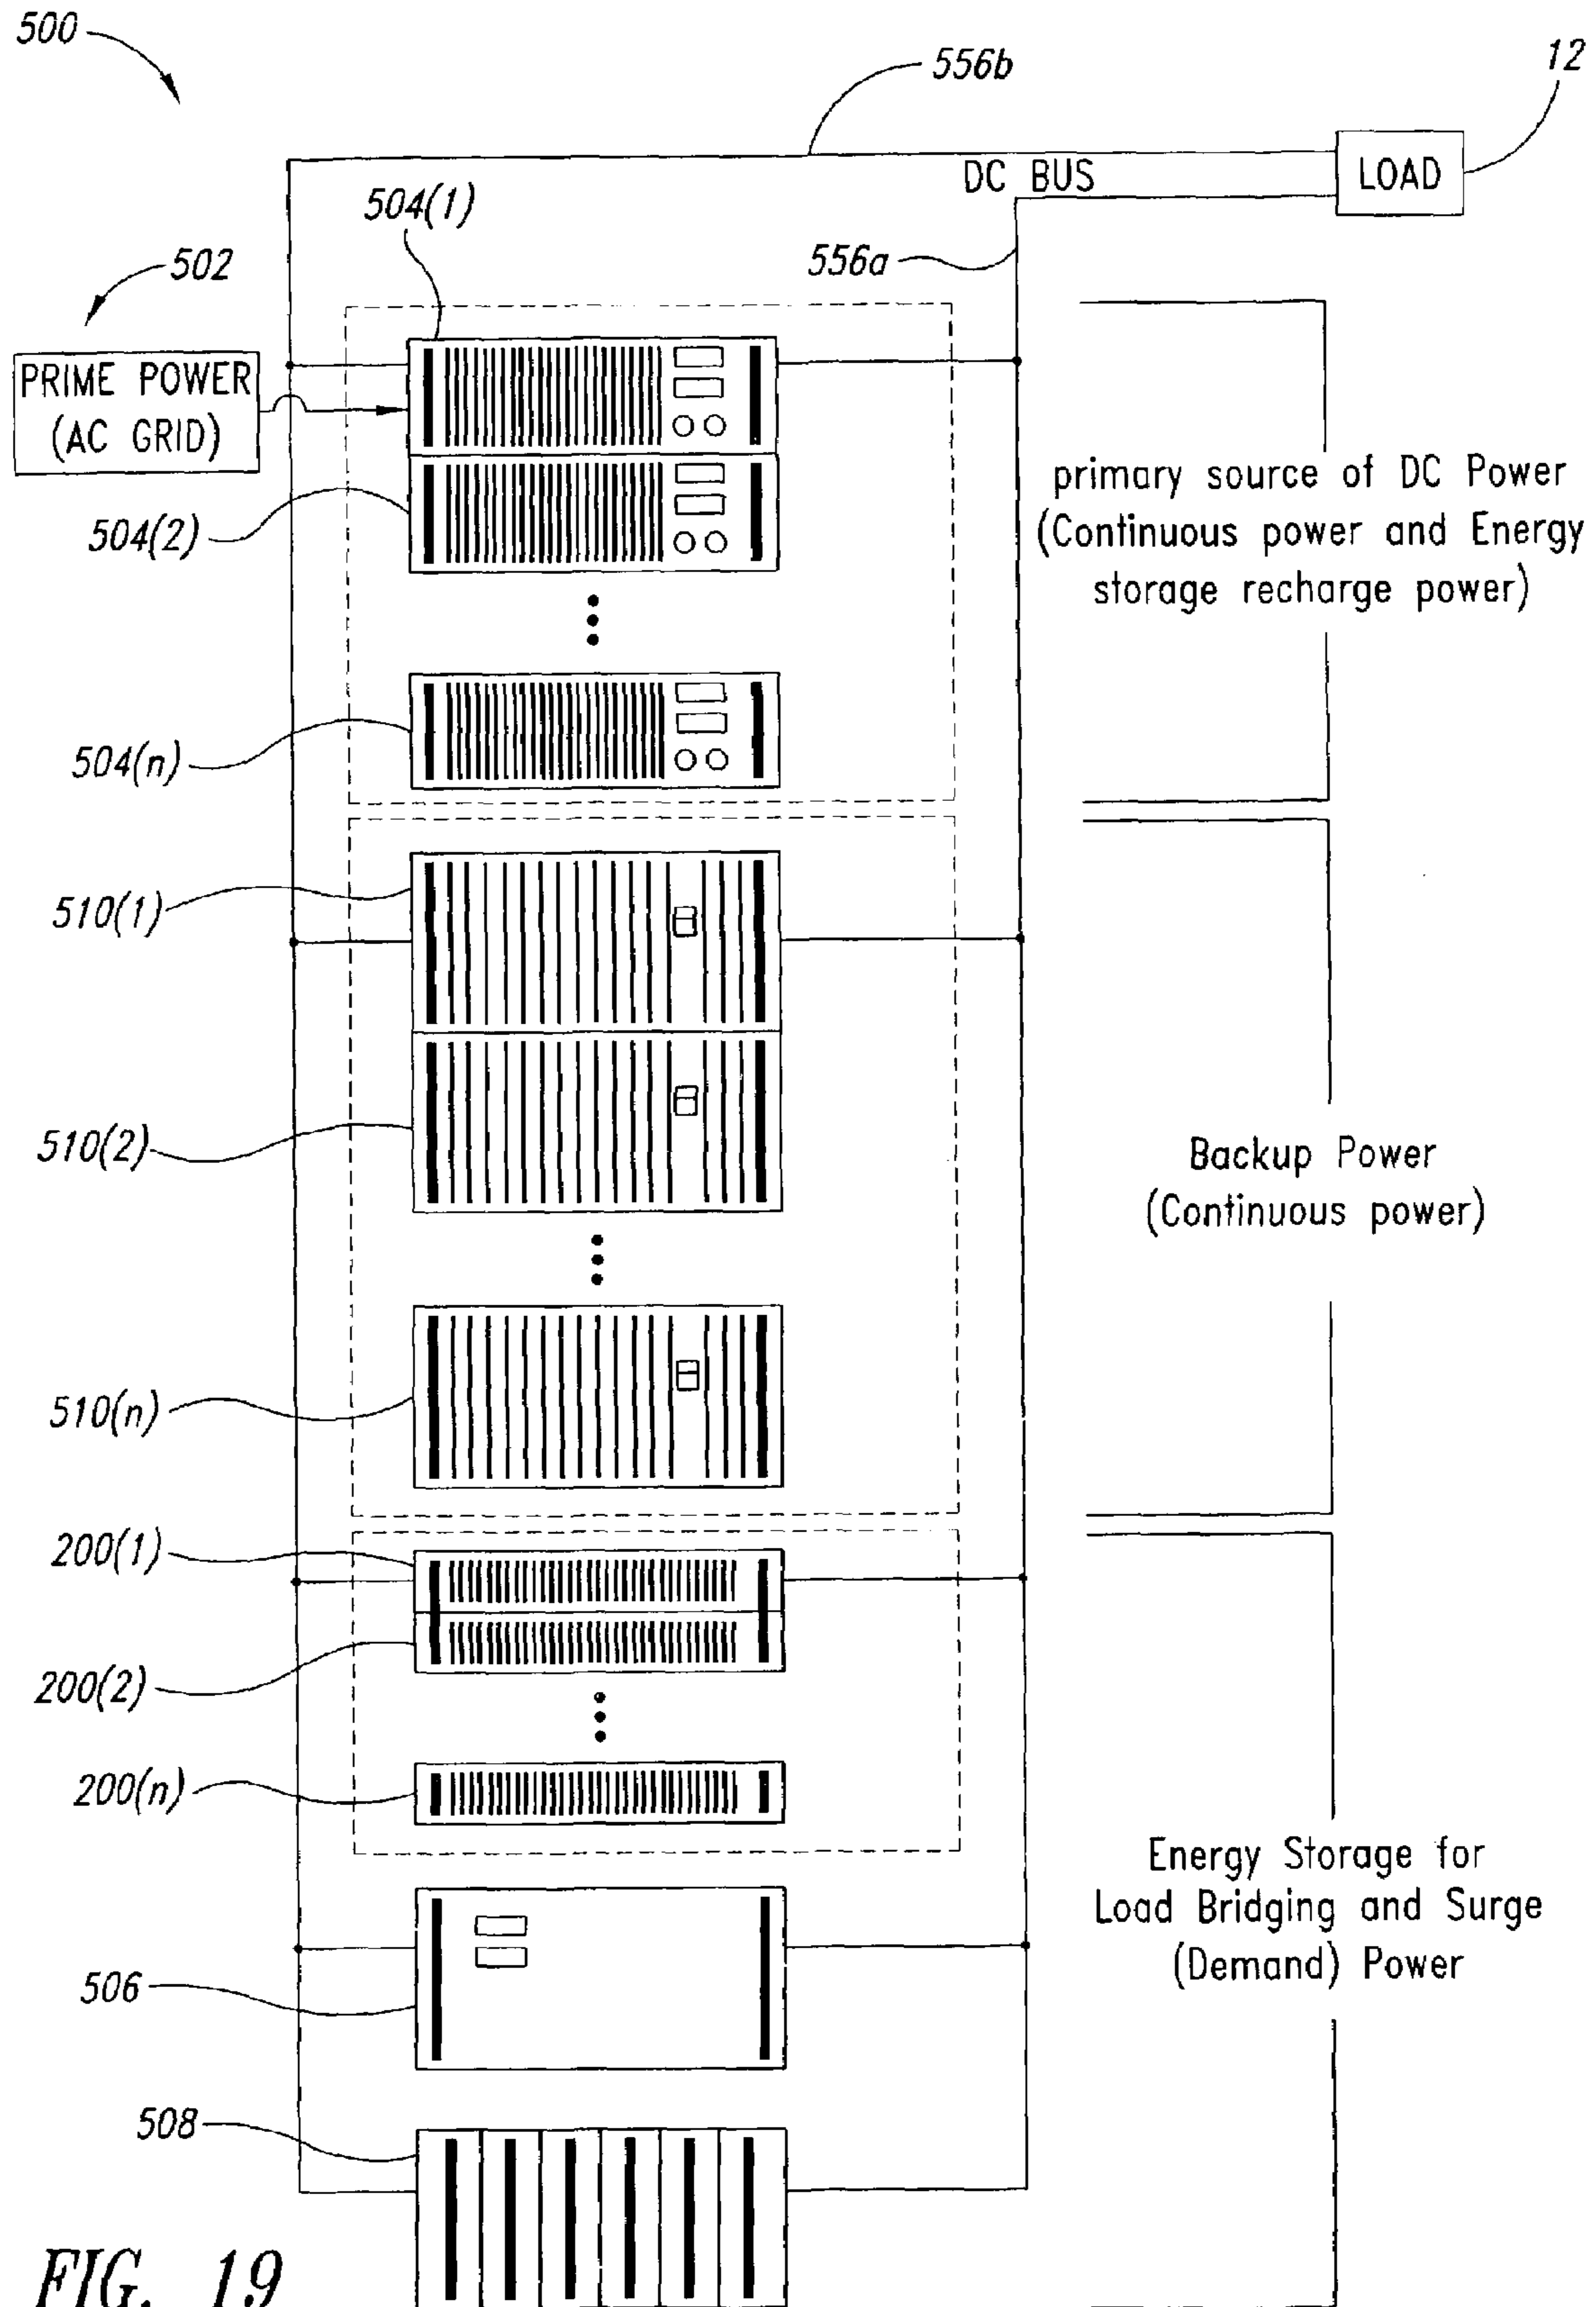 500
556b
12
DC BUS
LOAD
504(1)
556a
502
PRIME POWER
(AC GRID)
504(2)
primary source of DC Power
(Continuous power and Energy
storage recharge power)
504(n)
510(1)
510(2)
Backup Power
(Continuous power)
510(n)
200(1)
200(2)
200(n)
Energy Storage for
Load Bridging and Surge
(Demand) Power
506
508
FIG. 19